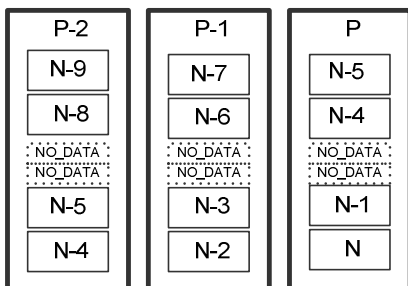 P-2
N-9
N-8
NO_DATA
NO_DATA
N-5
N-4
P-1
N-7
N-6
NO_DATA
NO_DATA
N-3
N-2
P
N-5
N-4
NO_DATA
NO_DATA
N-1
N